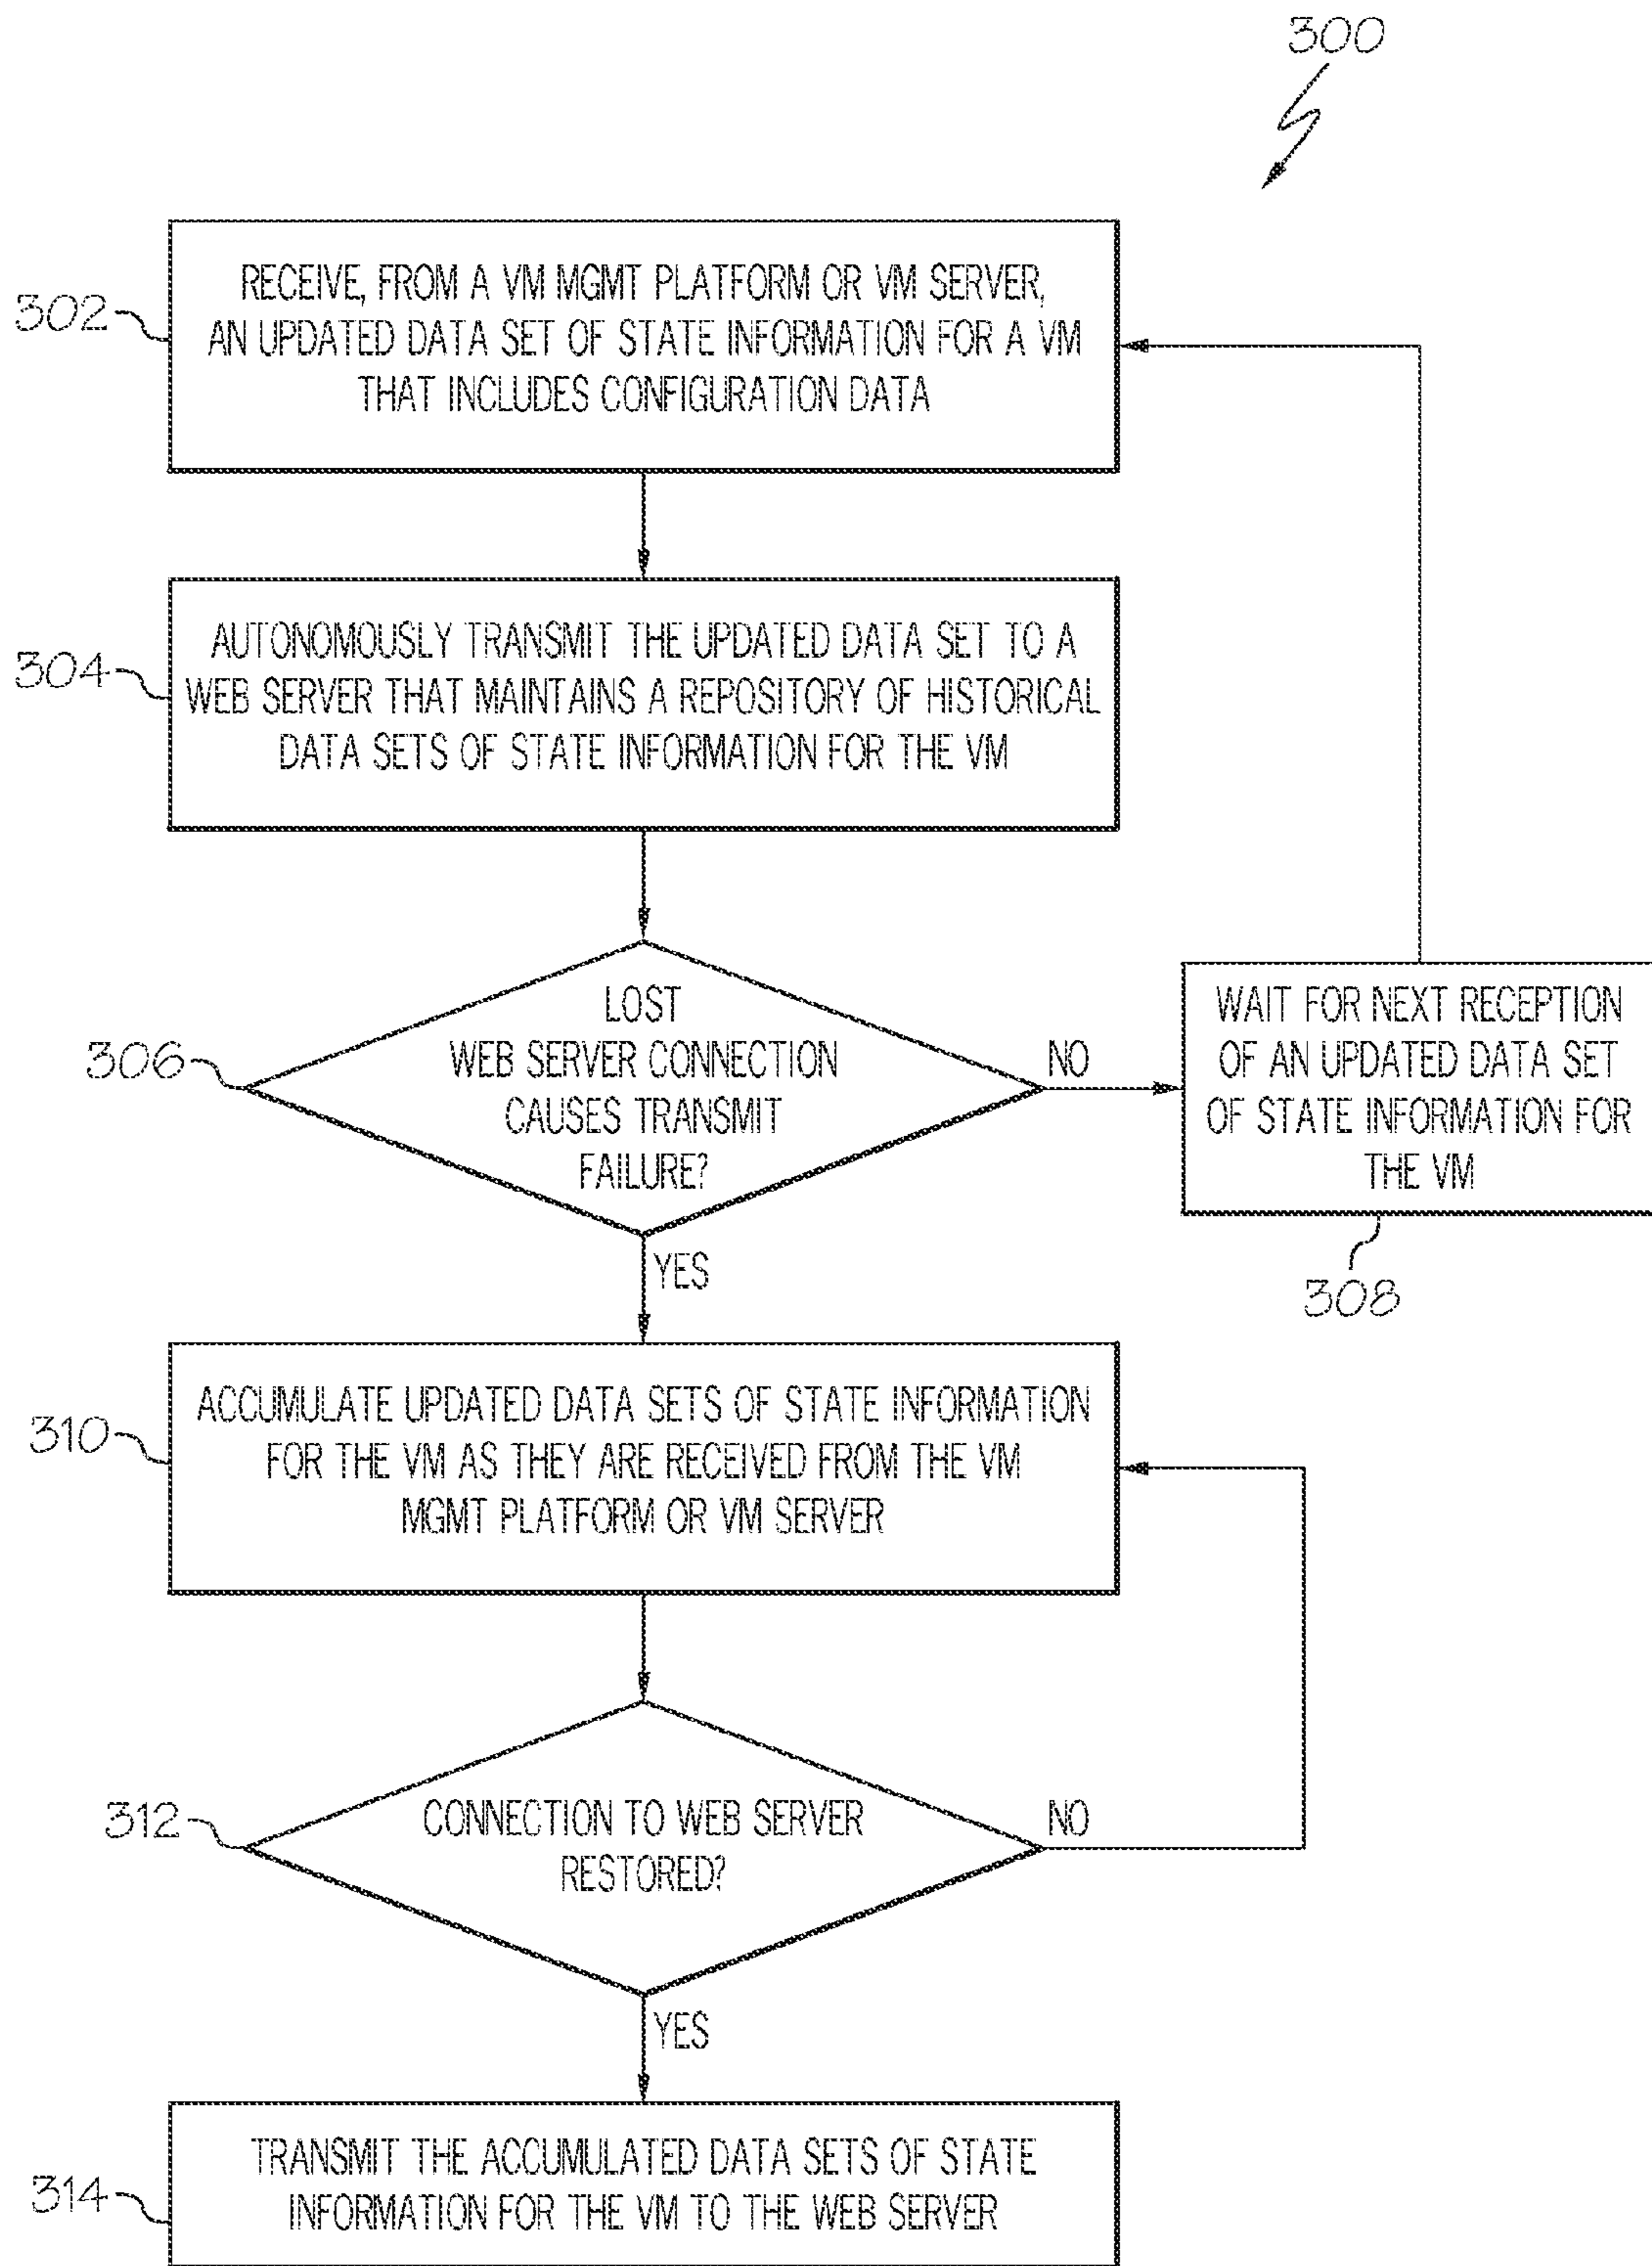 300
302
RECEIVE, FROM A VM MGMT PLATFORM OR VM SERVER,
AN UPDATED DATA SET OF STATE INFORMATION FOR A VM
THAT INCLUDES CONFIGURATION DATA
304
AUTONOMOUSLY TRANSMIT THE UPDATED DATA SET TO A
WEB SERVER THAT MAINTAINS A REPOSITORY OF HISTORICAL
DATA SETS OF STATE INFORMATION FOR THE VM
306
LOST
WEB SERVER CONNECTION
CAUSES TRANSMIT
FAILURE?
NO
WAIT FOR NEXT RECEPTION
OF AN UPDATED DATA SET
OF STATE INFORMATION FOR
THE VM
308
YES
310
ACCUMULATE UPDATED DATA SETS OF STATE INFORMATION
FOR THE VM AS THEY ARE RECEIVED FROM THE VM
MGMT PLATFORM OR VM SERVER
312
CONNECTION TO WEB SERVER
RESTORED?
NO
YES
314
TRANSMIT THE ACCUMULATED DATA SETS OF STATE
INFORMATION FOR THE VM TO THE WEB SERVER